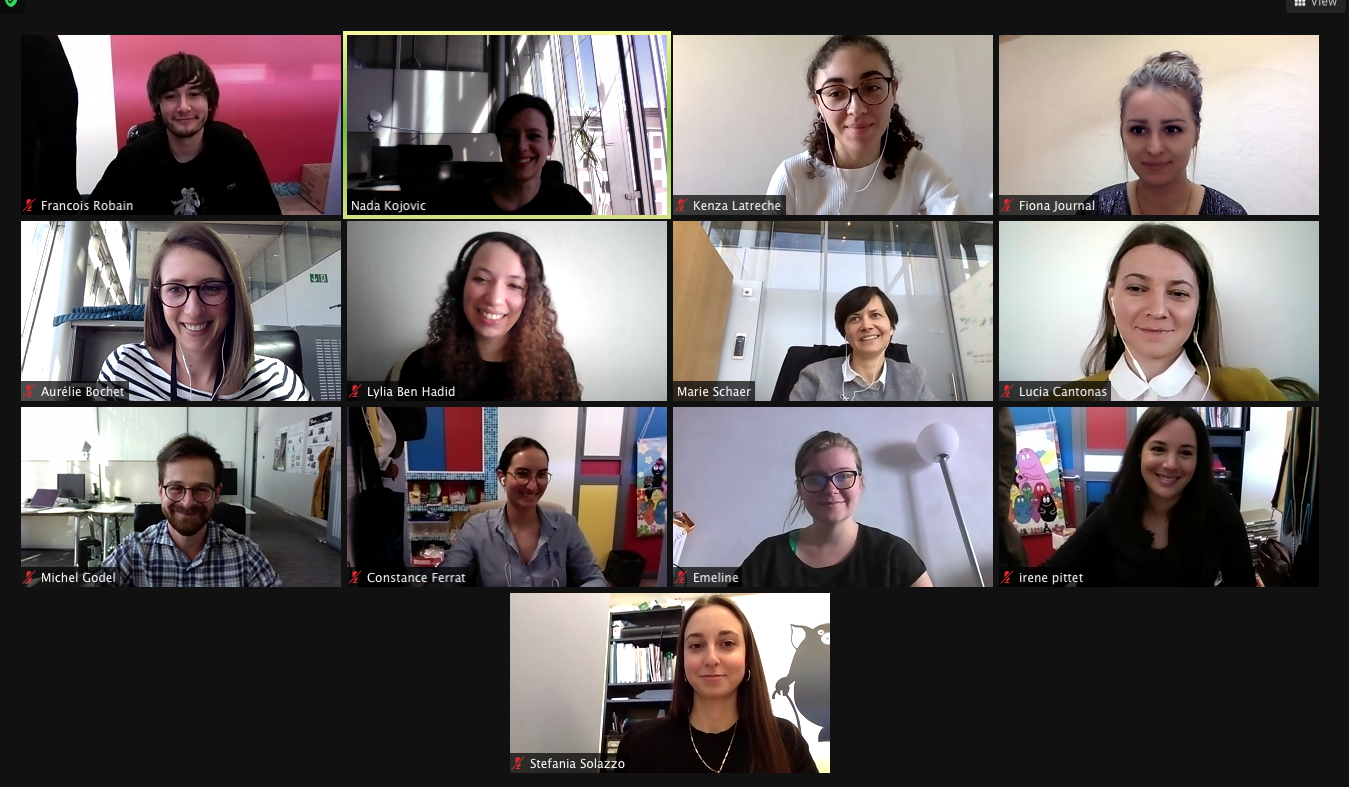 View
Francois Robain
Nada Kojovic
Kenza Latreche
Fiona Journal
Aurélie Bochet
Lylia Ben Hadid
Marie Schaer
Lucia Cantonas
Michel Godel
Constance Ferrat
Emeline
irene pittet
Stefania Solazzo